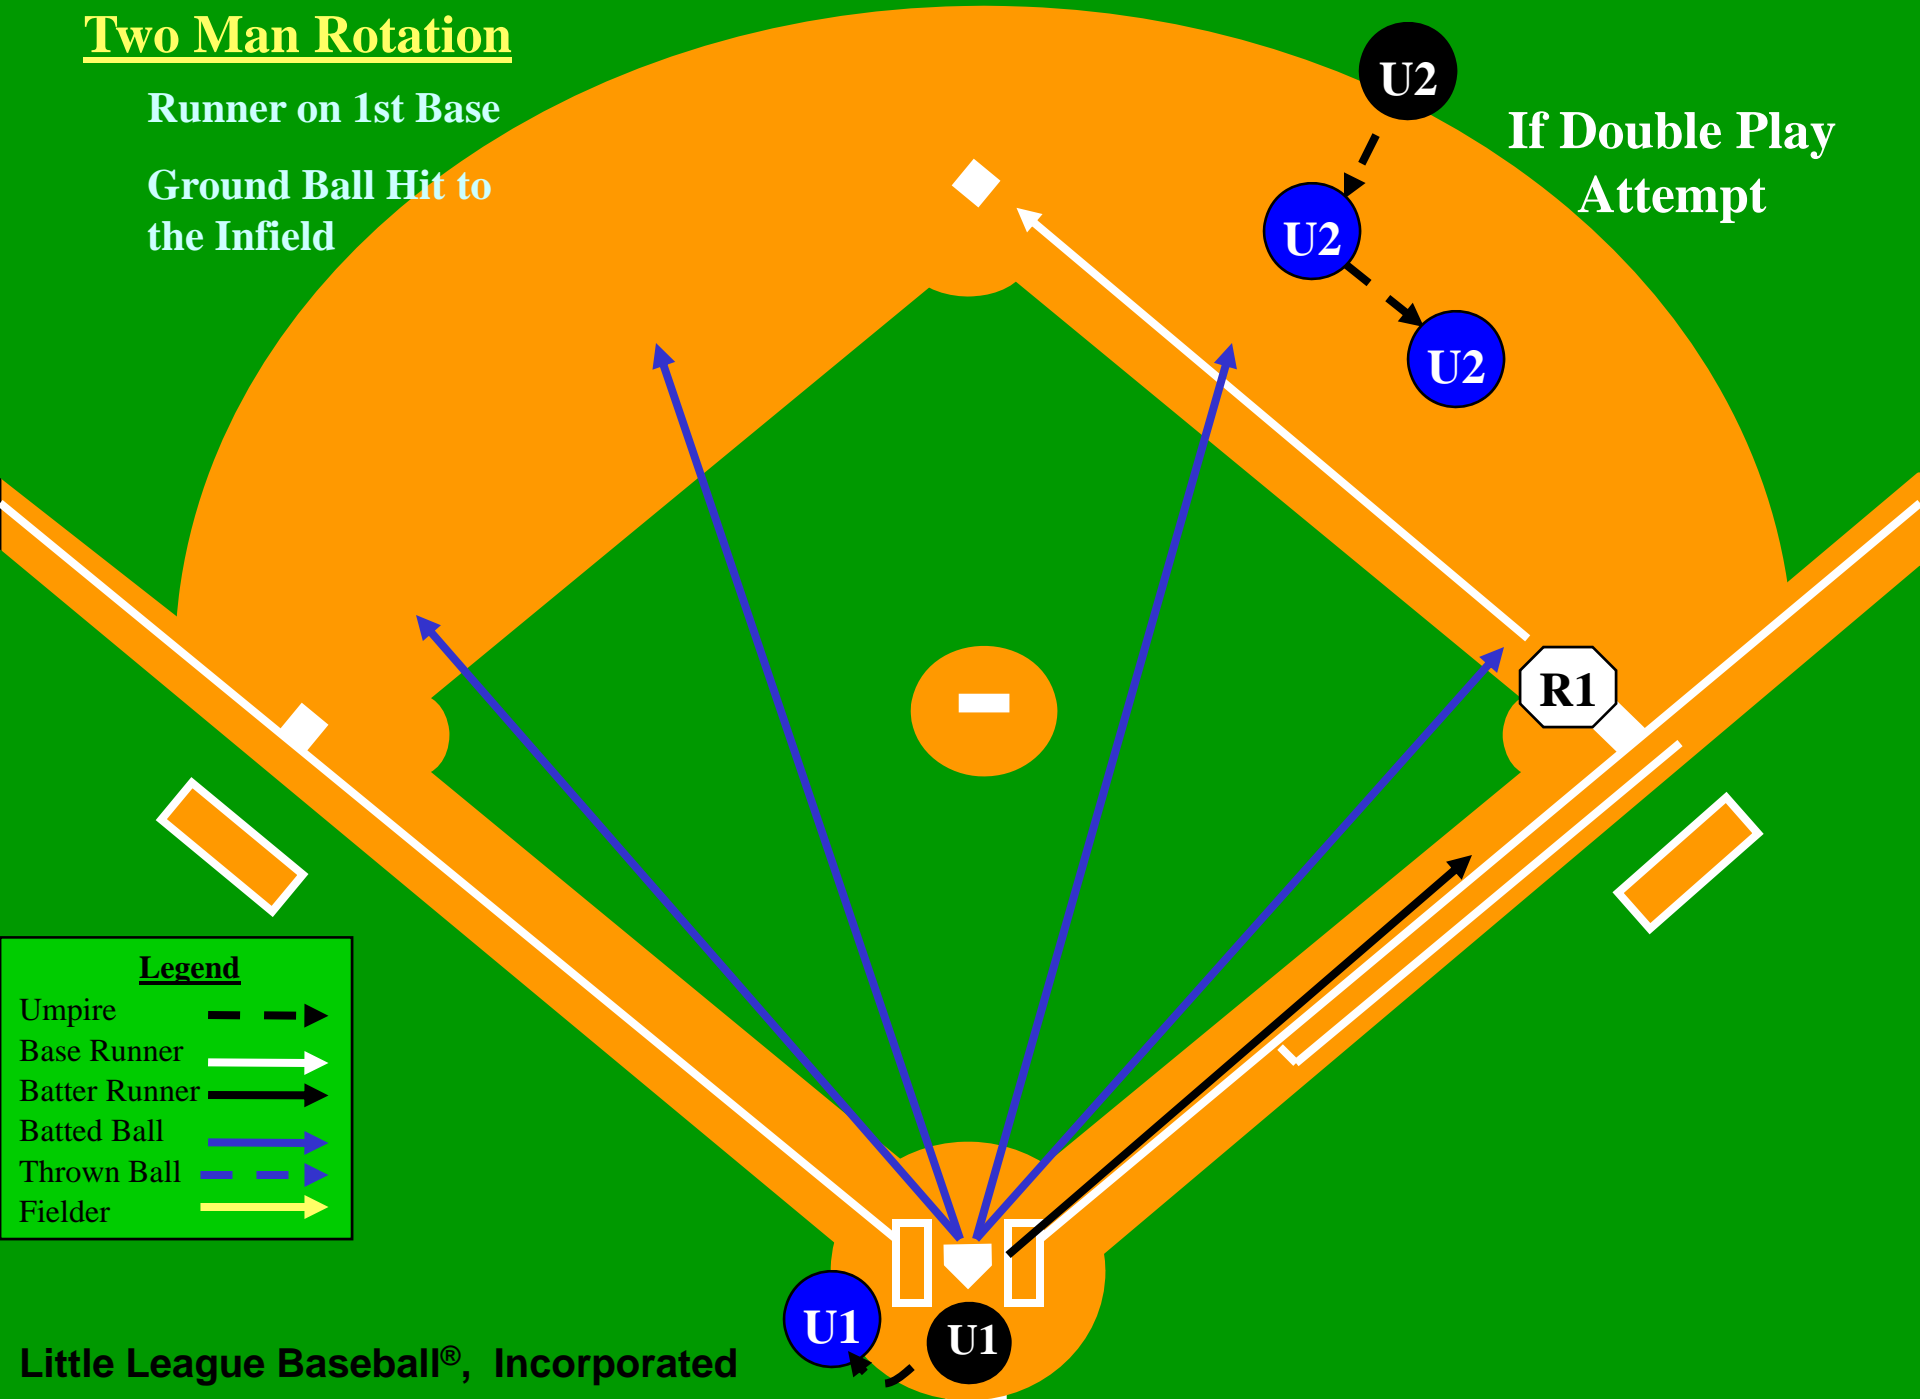 Two Man Rotation
Runner on 1st Base
Ground Ball Hit to
the Infield
U2
If Double Play
Attempt
U2
U2
R1
Legend
Umpire
Base Runner
Batter Runner
Batted Ball
Thrown Ball
Fielder
U1
U1
Little League Baseball®, Incorporated